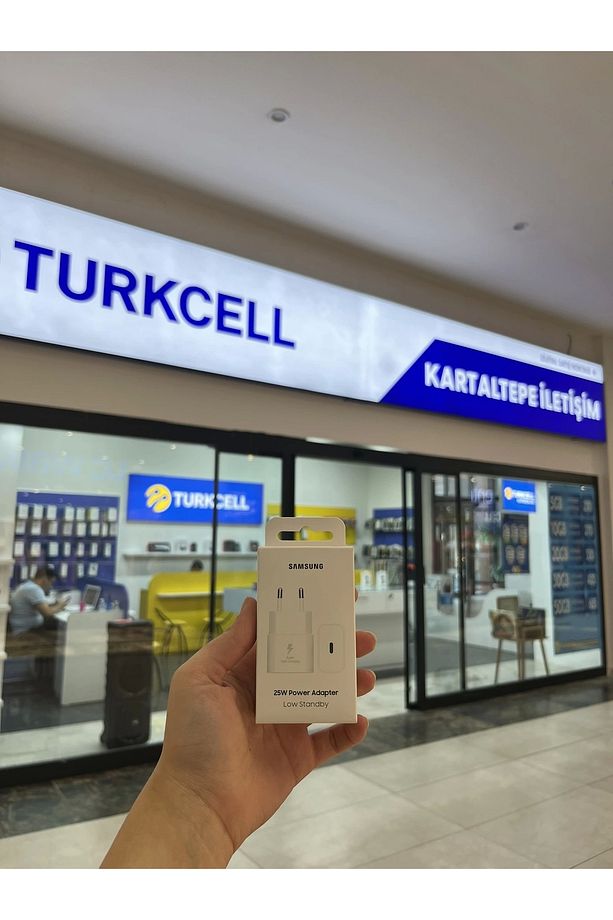 TURKCELL
KARTALTEPE İLETİŞİM
TURKCELL
SAMSUNG
25W Power Adapter
Low Standby